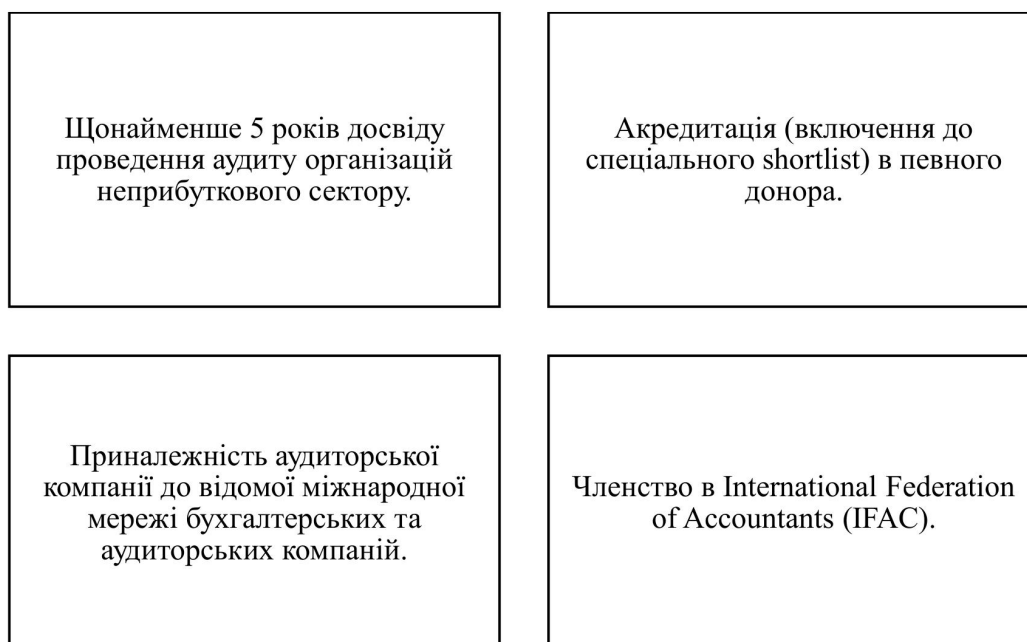 Щонайменше 5 років досвіду
проведення аудиту організацій
неприбуткового сектору.
Акредитація (включення до
спеціального shortlist) в певного
донора.
Приналежність аудиторської
компанії до відомої міжнародної
мережі бухгалтерських та
аудиторських компаній.
Членство в International Federation
of Accountants (IFAC).